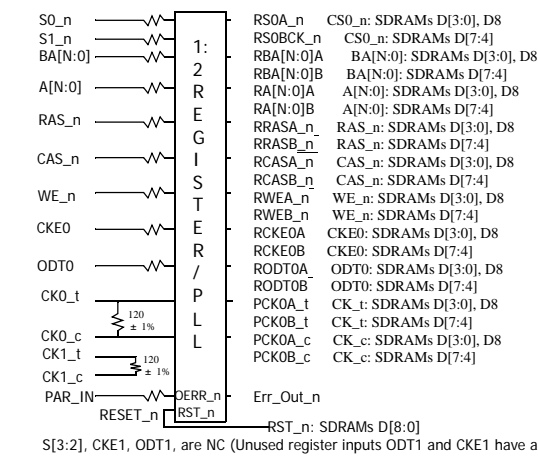 S0_n RS0A_n CS0_n: SDRAMs D[3:0], D8
S1_n RS0BCK_n CS0_n: SDRAMs D[7:4]
BA[N:0] RBA[N:0]A BA[N:0]: SDRAMs D[3:0], D8
RBA[N:0]B BA[N:0]: SDRAMs D[7:4]
A[N:0] RA[N:0]A A[N:0]: SDRAMs D[3:0], D8
RA[N:0]B A[N:0]: SDRAMs D[7:4]
RAS_n RRASA_n RAS_n: SDRAMs D[3:0], D8
RRASB_n RAS_n: SDRAMs D[7:4]
CAS_n RCASA_n CAS_n: SDRAMs D[3:0], D8
RCASB_n CAS_n: SDRAMs D[7:4]
WE_n RWEA_n WE_n: SDRAMs D[3:0], D8
RWEB_n WE_n: SDRAMs D[7:4]
CKE0 RCKE0A CKE0: SDRAMs D[3:0], D8
RCKE0B CKE0: SDRAMs D[7:4]
ODT0 RODT0A ODT0: SDRAMs D[3:0], D8
RODT0B ODT0: SDRAMs D[7:4]
CK0_t PCK0A_t CK_t: SDRAMs D[3:0], D8
120
± 1%
PCK0B_t CK_t: SDRAMs D[7:4]
CK0_c PCK0A_c CK_c: SDRAMs D[3:0], D8
CK1_t PCK0B_c CK_c: SDRAMs D[7:4]
120
± 1%
CK1_c
1:
2
R
E
G
I
S
T
E
R
/
P
L
L
PAR_IN OERR_n Err_Out_n
RESET_n RST_n
RST_n: SDRAMs D[8:0]
S[3:2], CKE1, ODT1, are NC (Unused register inputs ODT1 and CKE1 have a